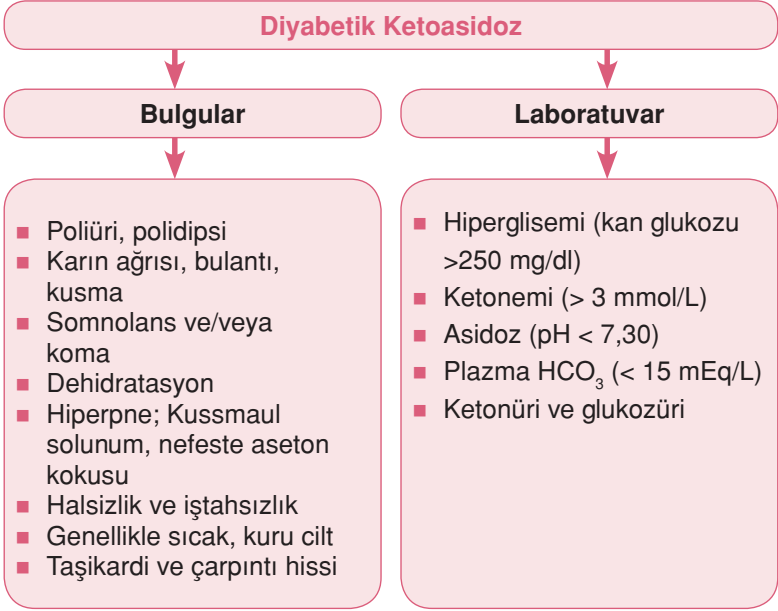 Diyabetik Ketoasidoz
Bulgular
Poliüri, polidipsi
Karın ağrısı, bulantı,
kusma
Somnolans ve/veya
koma
Dehidratasyon
Hiperpne; Kussmaul
solunum, nefeste aseton
kokusu
Halsizlik ve iştahsızlık
Genellikle sıcak, kuru cilt
Taşikardi ve çarpıntı hissi
Laboratuvar
Hiperglisemi (kan glukozu
>250 mg/dl)
Ketonemi (> 3 mmol/L)
Asidoz (pH < 7,30)
Plazma HCO₃ (< 15 mEq/L)
Ketonüri ve glukozüri